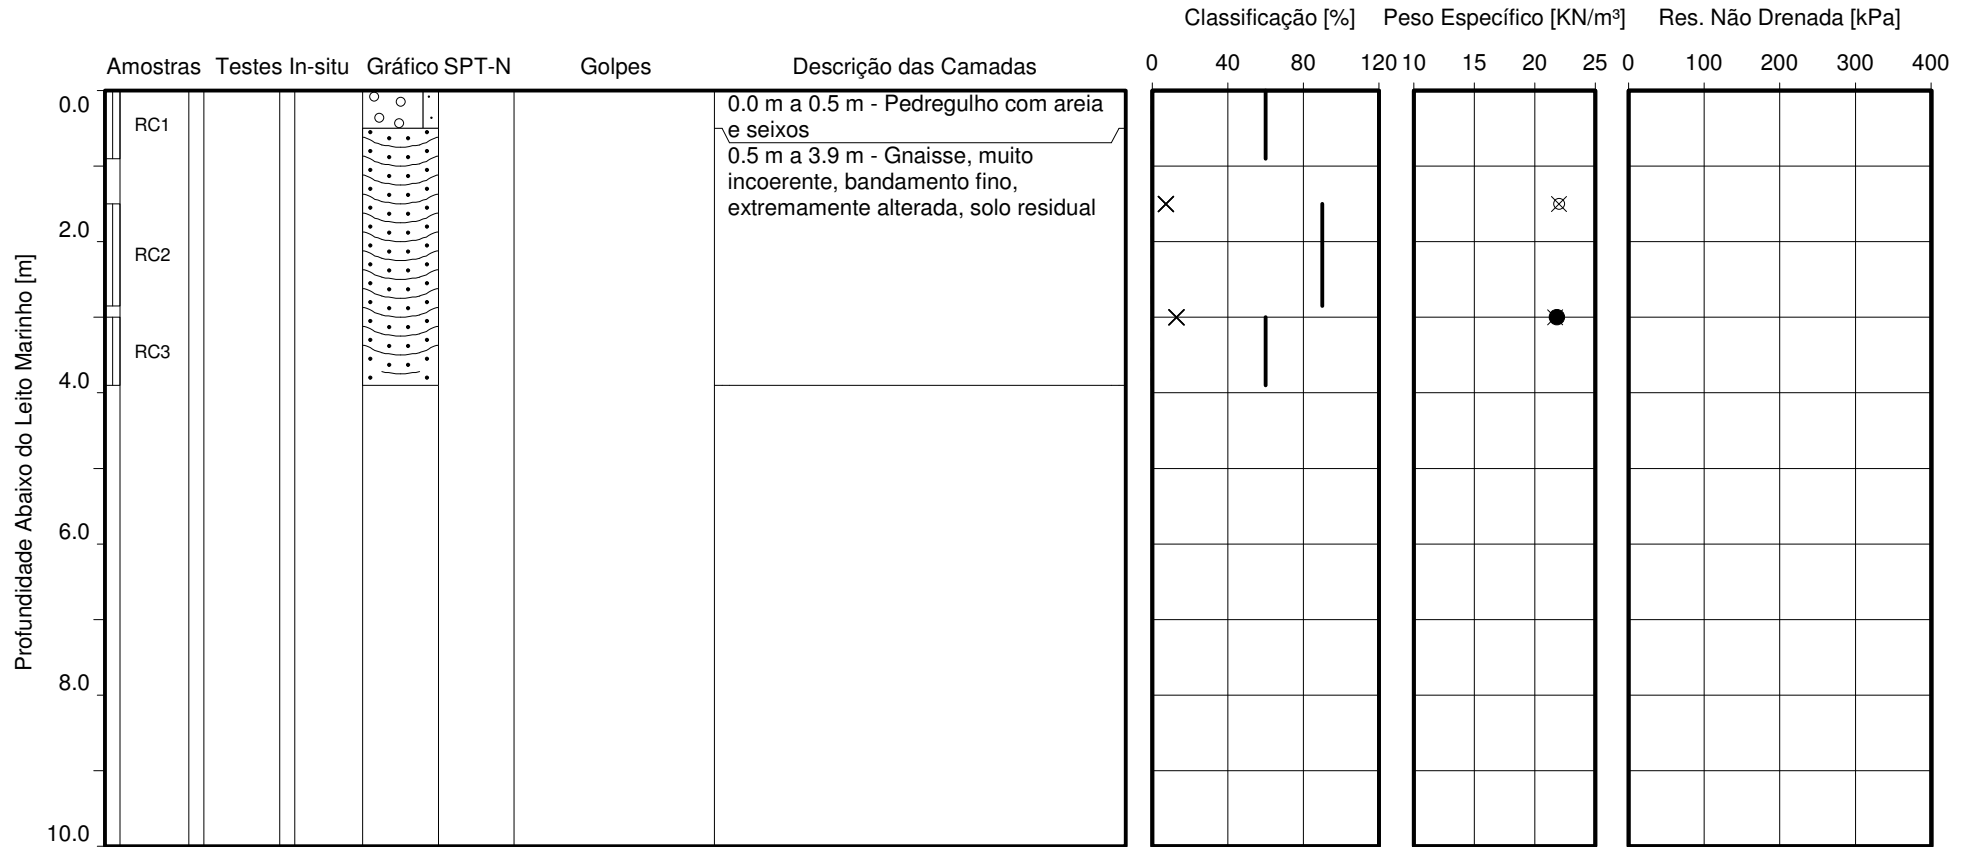 Classificação [%] Peso Específico [KN/m³] Res. Não Drenada [kPa]
Amostras Testes In-situ Gráfico SPT-N Golpes Descrição das Camadas 0 40 80 120 10 15 20 25 0 100 200 300 400
Profundidade Abaixo do Leito Marinho [m]
0.0
2.0
4.0
6.0
8.0
10.0
RC1
RC2
RC3
0.0 m a 0.5 m - Pedregulho com areia
e seixos
0.5 m a 3.9 m - Gnaisse, muito
incoerente, bandamento fino,
extremamente alterada, solo residual